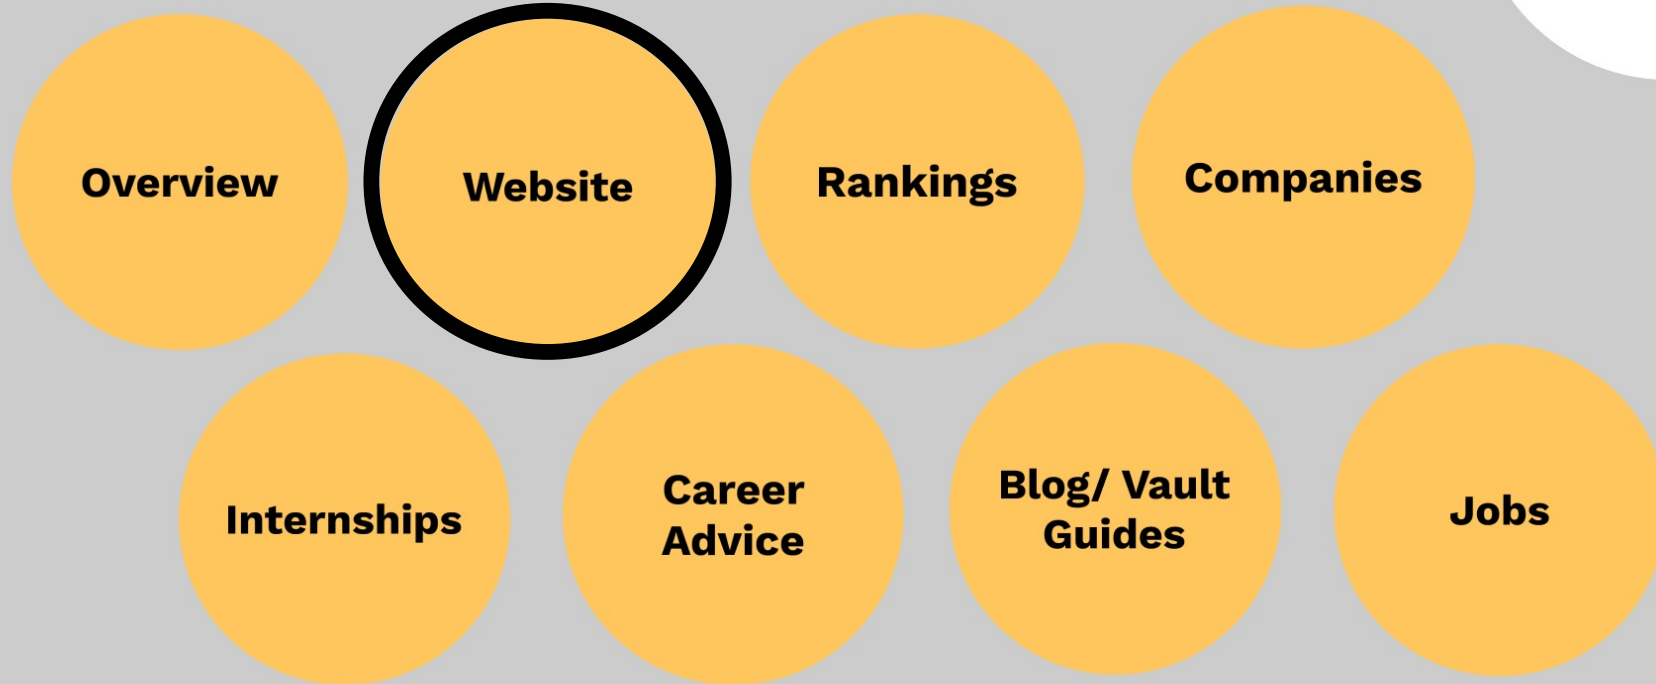 Overview
Website
Rankings
Companies
Internships
Career
Advice
Blog/ Vault
Guides
Jobs